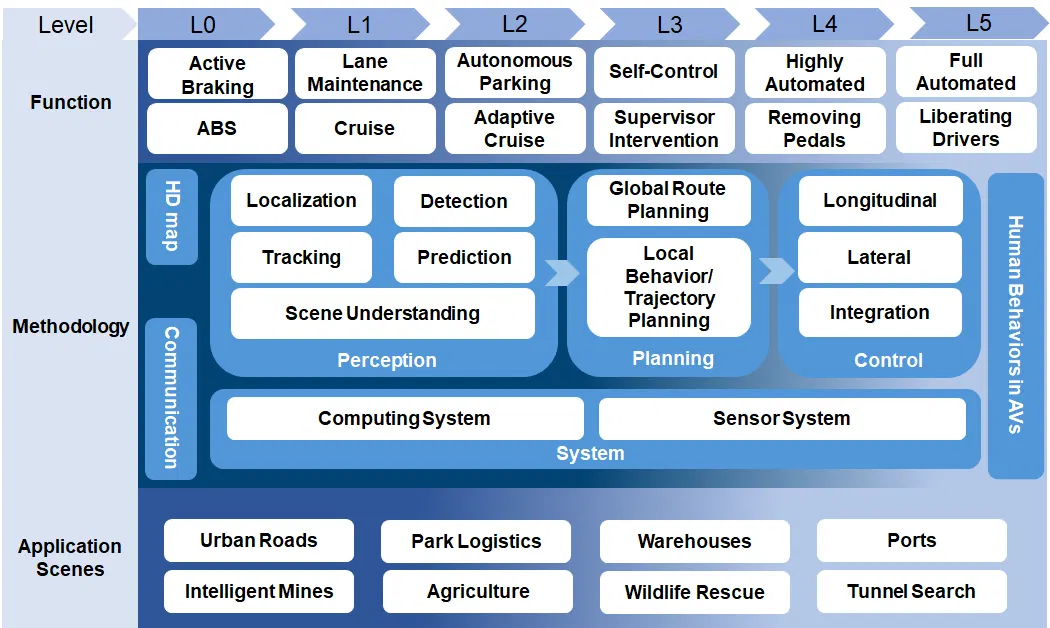 Level
L0
L1
L2
L3
L4
L5
Function
Active
Braking
Lane
Maintenance
Autonomous
Parking
Self-Control
Highly
Automated
Full
Automated
ABS
Cruise
Adaptive
Cruise
Supervisor
Intervention
Removing
Pedals
Liberating
Drivers
Methodology
HD map
Communication
Localization
Detection
Tracking
Prediction
Scene Understanding
Perception
Global Route
Planning
Local
Behavior/
Trajectory
Planning
Planning
Longitudinal
Lateral
Integration
Control
Computing System
Sensor System
System
Human Behaviors in AVs
Application
Scenes
Urban Roads
Park Logistics
Warehouses
Ports
Intelligent Mines
Agriculture
Wildlife Rescue
Tunnel Search